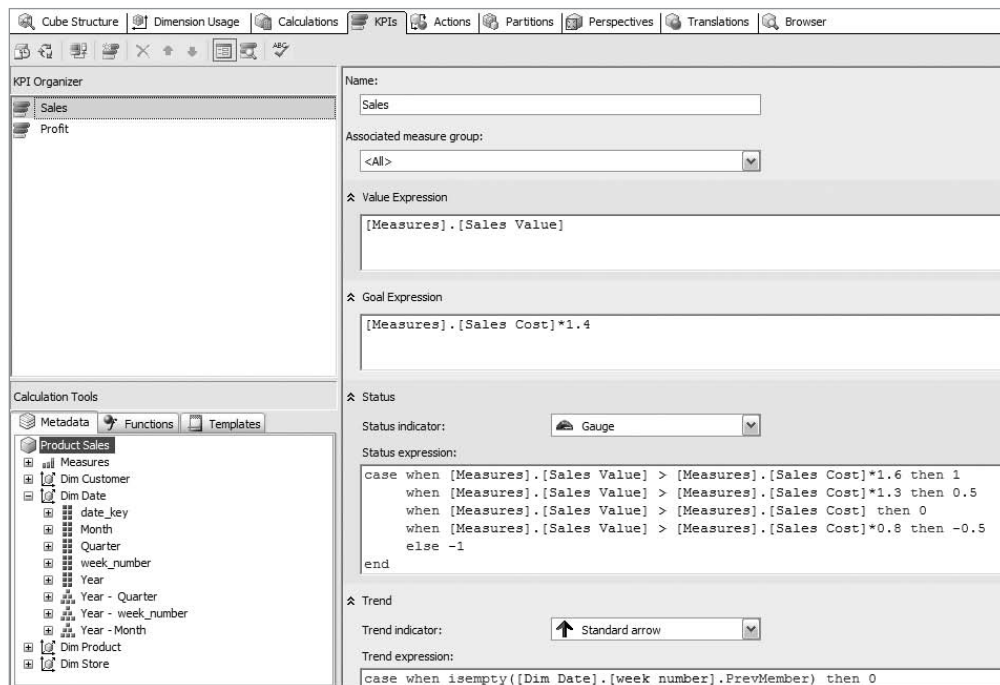 Cube Structure Dimension Usage Calculations KPIs Actions Partitions Perspectives Translations Browser
ABC
KPI Organizer
Sales
Profit
Calculation Tools
Metadata Functions Templates
Product Sales
Measures
Dim Customer
Dim Date
date_key
Month
Quarter
week_number
Year
Year - Quarter
Year - week_number
Year - Month
Dim Product
Dim Store
Name:
Sales
Associated measure group:
<All>
Value Expression
[Measures].[Sales Value]
Goal Expression
[Measures].[Sales Cost]*1.4
Status
Status indicator: Gauge
Status expression:
case when [Measures].[Sales Value] > [Measures].[Sales Cost]*1.6 then 1
when [Measures].[Sales Value] > [Measures].[Sales Cost]*1.3 then 0.5
when [Measures].[Sales Value] > [Measures].[Sales Cost] then 0
when [Measures].[Sales Value] > [Measures].[Sales Cost]*0.8 then -0.5
else -1
end
Trend
Trend indicator: Standard arrow
Trend expression:
case when isempty([Dim Date].[week number].PrevMember) then 0